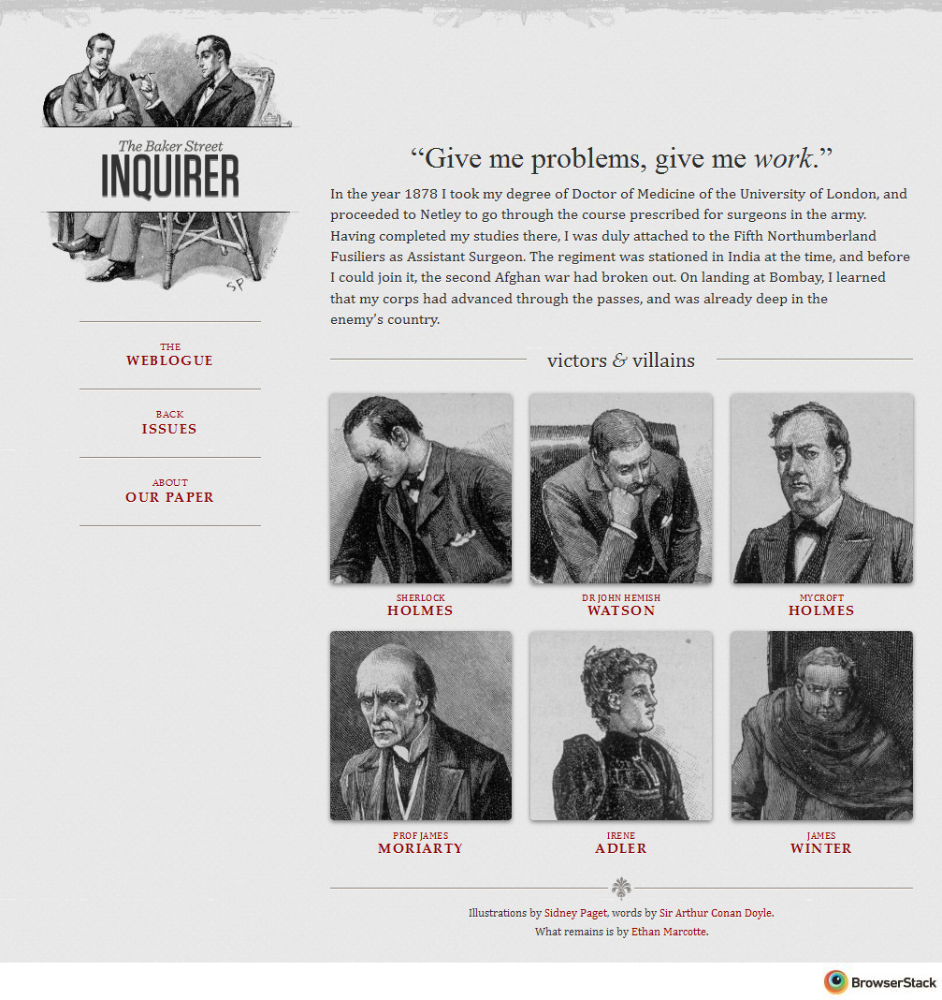 The Baker Street
INQUIRER
SP
THE
WEBLOGUE
BACK
ISSUES
ABOUT
OUR PAPER
“Give me problems, give me work.”
In the year 1878 I took my degree of Doctor of Medicine of the University of London, and
proceeded to Netley to go through the course prescribed for surgeons in the army.
Having completed my studies there, I was duly attached to the Fifth Northumberland
Fusiliers as Assistant Surgeon. The regiment was stationed in India at the time, and before
I could join it, the second Afghan war had broken out. On landing at Bombay, I learned
that my corps had advanced through the passes, and was already deep in the
enemy’s country.
victors & villains
SHERLOCK
HOLMES
DR JOHN HEMISH
WATSON
MYCROFT
HOLMES
PROF JAMES
MORIARTY
IRENE
ADLER
JAMES
WINTER
Illustrations by Sidney Paget, words by Sir Arthur Conan Doyle.
What remains is by Ethan Marcotte.
BrowserStack